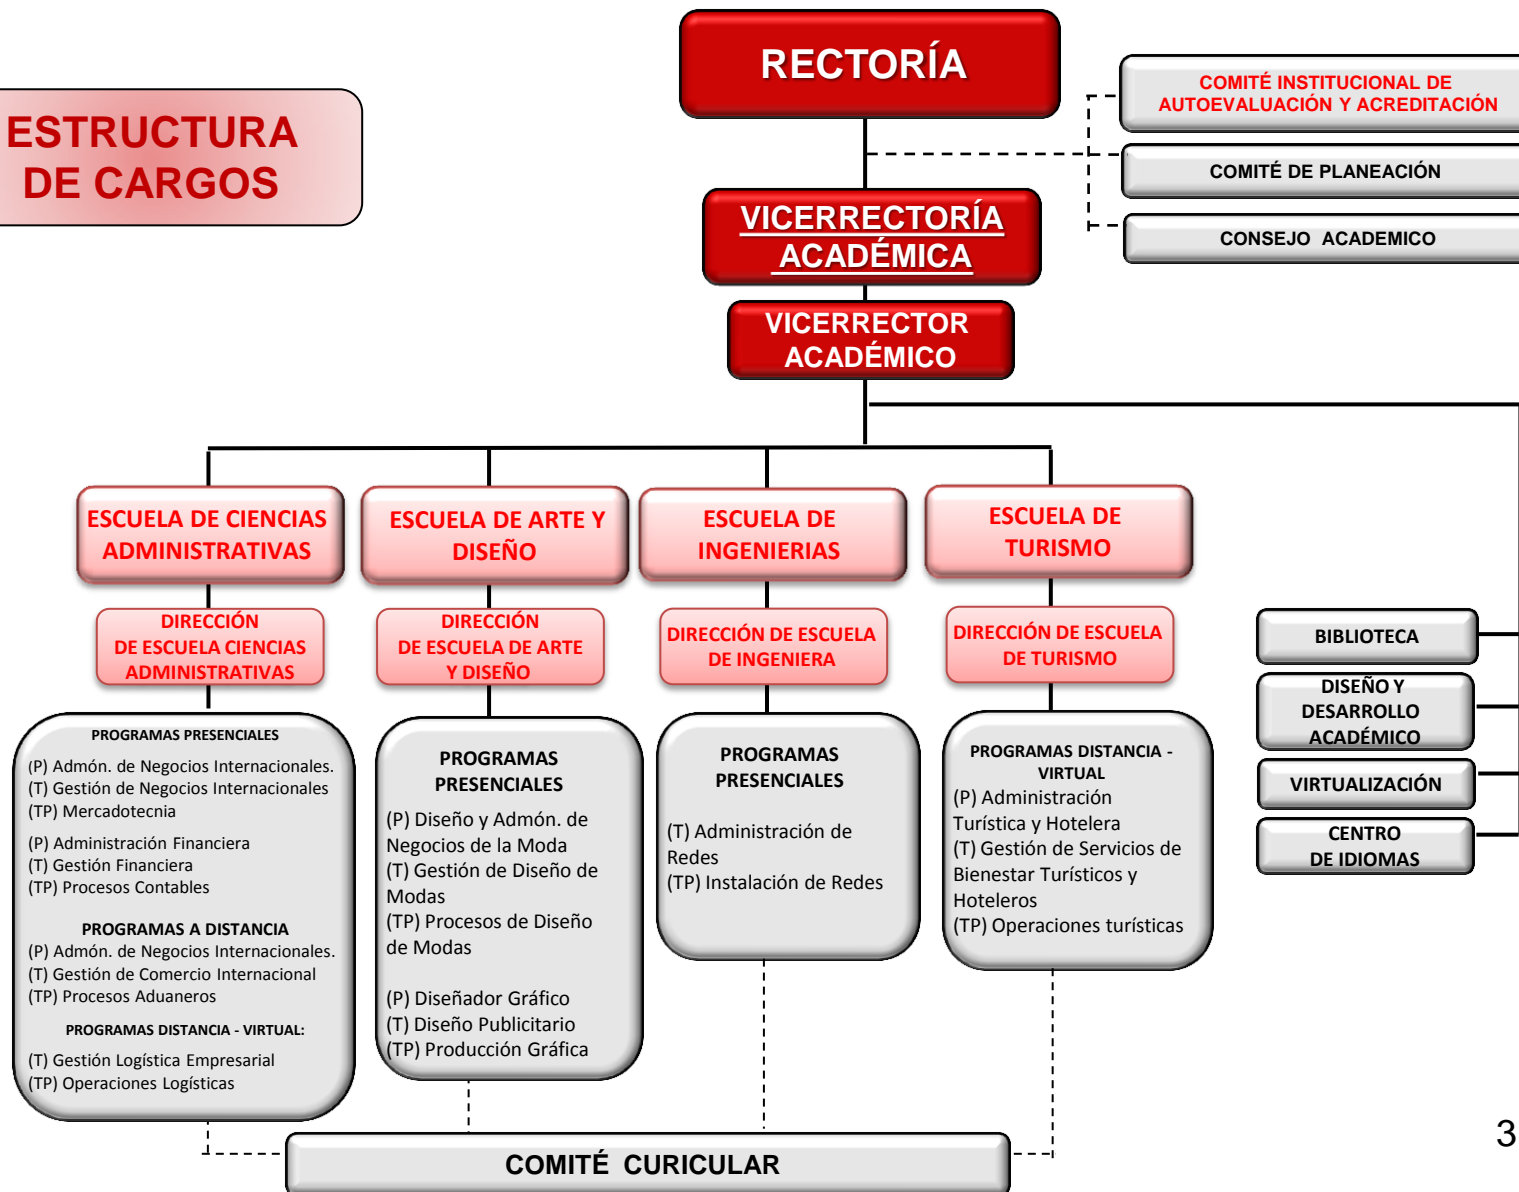 ESTRUCTURA
DE CARGOS
RECTORÍA
COMITÉ INSTITUCIONAL DE
AUTOEVALUACIÓN Y ACREDITACIÓN
COMITÉ DE PLANEACIÓN
CONSEJO ACADEMICO
VICERRECTORÍA
ACADÉMICA
VICERRECTOR
ACADÉMICO
ESCUELA DE CIENCIAS
ADMINISTRATIVAS
DIRECCIÓN
DE ESCUELA CIENCIAS
ADMINISTRATIVAS
PROGRAMAS PRESENCIALES
(P) Admón. de Negocios Internacionales.
(T) Gestión de Negocios Internacionales
(TP) Mercadotecnia
(P) Administración Financiera
(T) Gestión Financiera
(TP) Procesos Contables
PROGRAMAS A DISTANCIA
(P) Admón. de Negocios Internacionales.
(T) Gestión de Comercio Internacional
(TP) Procesos Aduaneros
PROGRAMAS DISTANCIA - VIRTUAL:
(T) Gestión Logística Empresarial
(TP) Operaciones Logísticas
ESCUELA DE ARTE Y
DISEÑO
DIRECCIÓN
DE ESCUELA DE ARTE
Y DISEÑO
PROGRAMAS
PRESENCIALES
(P) Diseño y Admón. de
Negocios de la Moda
(T) Gestión de Diseño de
Modas
(TP) Procesos de Diseño
de Modas
(P) Diseñador Gráfico
(T) Diseño Publicitario
(TP) Producción Gráfica
ESCUELA DE
INGENIERIAS
DIRECCIÓN DE ESCUELA
DE INGENIERA
PROGRAMAS
PRESENCIALES
(T) Administración de
Redes
(TP) Instalación de Redes
ESCUELA DE
TURISMO
DIRECCIÓN DE ESCUELA
DE TURISMO
PROGRAMAS DISTANCIA -
VIRTUAL
(P) Administración
Turística y Hotelera
(T) Gestión de Servicios de
Bienestar Turísticos y
Hoteleros
(TP) Operaciones turísticas
BIBLIOTECA
DISEÑO Y
DESARROLLO
ACADÉMICO
VIRTUALIZACIÓN
CENTRO
DE IDIOMAS
COMITÉ CURICULAR
3